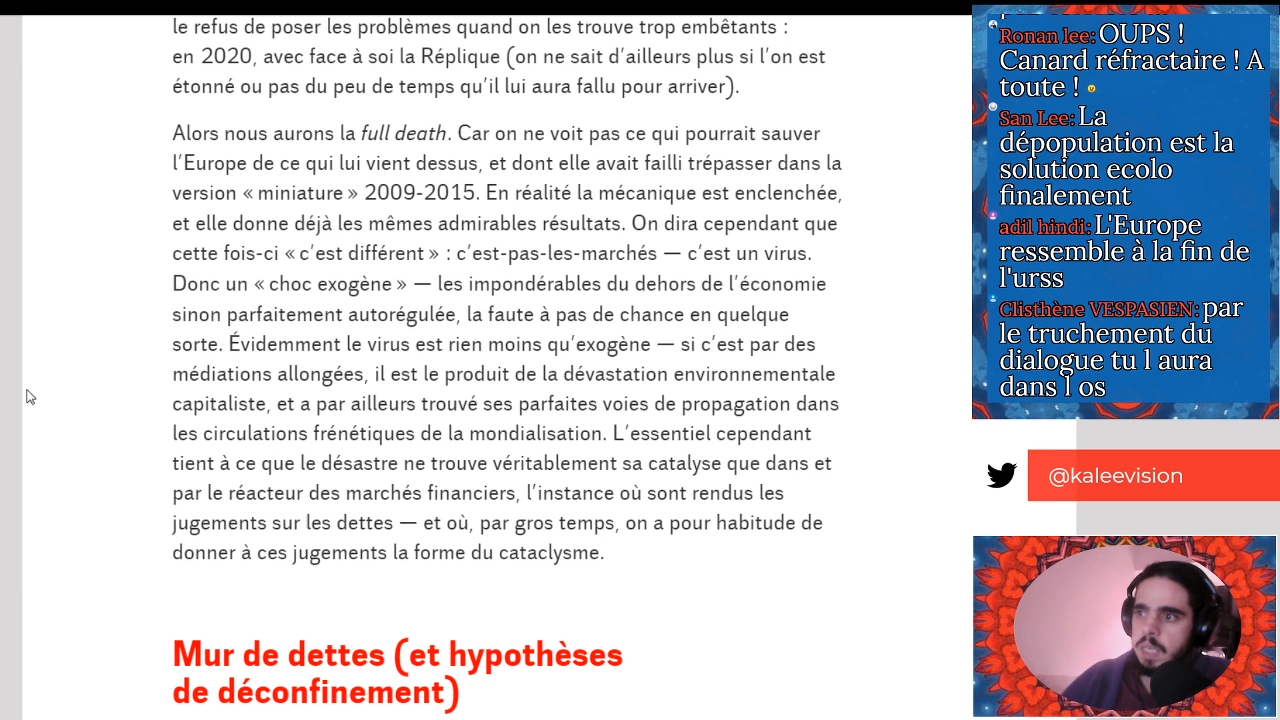 le refus de poser les problèmes quand on les trouve trop embêtants :
en 2020, avec face à soi la Réplique (on ne sait d’ailleurs plus si l’on est
étonné ou pas du peu de temps qu’il lui aura fallu pour arriver).
Alors nous aurons la full death. Car on ne voit pas ce qui pourrait sauver
l’Europe de ce qui lui vient dessus, et dont elle avait failli trépasser dans la
version « miniature » 2009-2015. En réalité la mécanique est enclenchée,
et elle donne déjà les mêmes admirables résultats. On dira cependant que
cette fois-ci « c’est différent » : c’est-pas-les-marchés — c’est un virus.
Donc un « choc exogène » — les impondérables du dehors de l’économie
sinon parfaitement autorégulée, la faute à pas de chance en quelque
sorte. Évidemment le virus est rien moins qu’exogène — si c’est par des
médiations allongées, il est le produit de la dévastation environnementale
capitaliste, et a par ailleurs trouvé ses parfaites voies de propagation dans
les circulations frénétiques de la mondialisation. L’essentiel cependant
tient à ce que le désastre ne trouve véritablement sa catalyse que dans et
par le réacteur des marchés financiers, l’instance où sont rendus les
jugements sur les dettes — et où, par gros temps, on a pour habitude de
donner à ces jugements la forme du cataclysme.
Mur de dettes (et hypothèses
de déconfinement)
Ronan lee: OUPS !
Canard réfractaire ! A
toute !
San Lee: La
dépopulation est la
solution ecolo
finalement
adil hindi: L'Europe
ressemble à la fin de
l'urss
Clisthène VESPASIEN: par
le truchement du
dialogue tu l aura
dans l os
@kaleevision